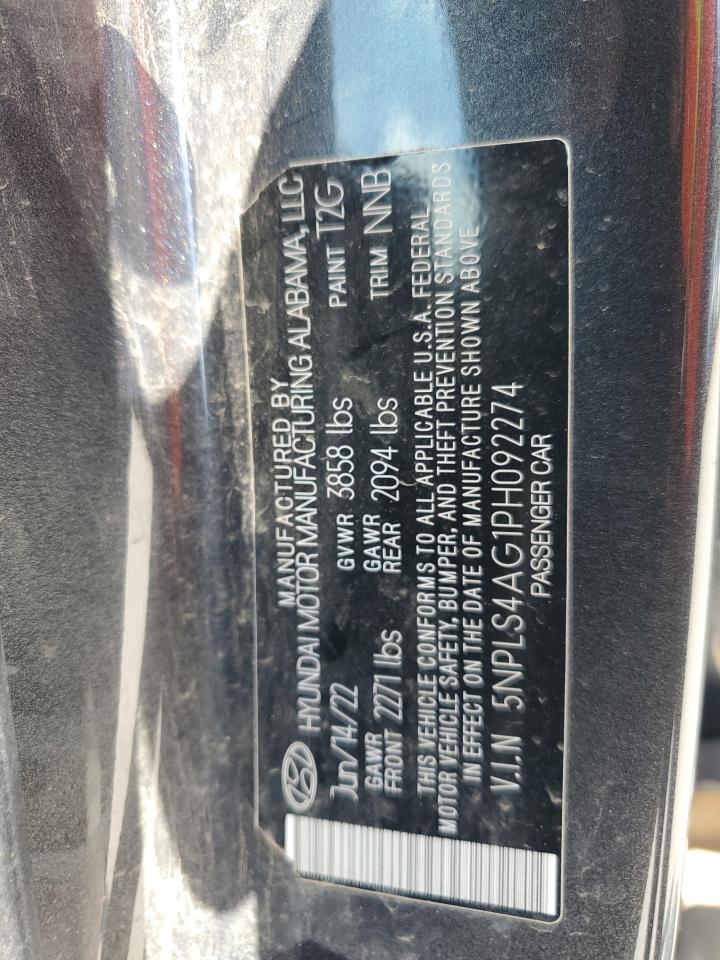 MANUFACTURED BY
HYUNDAI MOTOR MANUFACTURING ALABAMA, LLC
Jun/14/22 GVWR 3858 lbs PAINT T2G
GAWR FRONT 2271 lbs GAWR REAR 2094 lbs TRIM NNB
THIS VEHICLE CONFORMS TO ALL APPLICABLE U.S.A. FEDERAL
MOTOR VEHICLE SAFETY, BUMPER, AND THEFT PREVENTION STANDARDS
IN EFFECT ON THE DATE OF MANUFACTURE SHOWN ABOVE
V.I.N 5NPLS4AG1PH092274
PASSENGER CAR